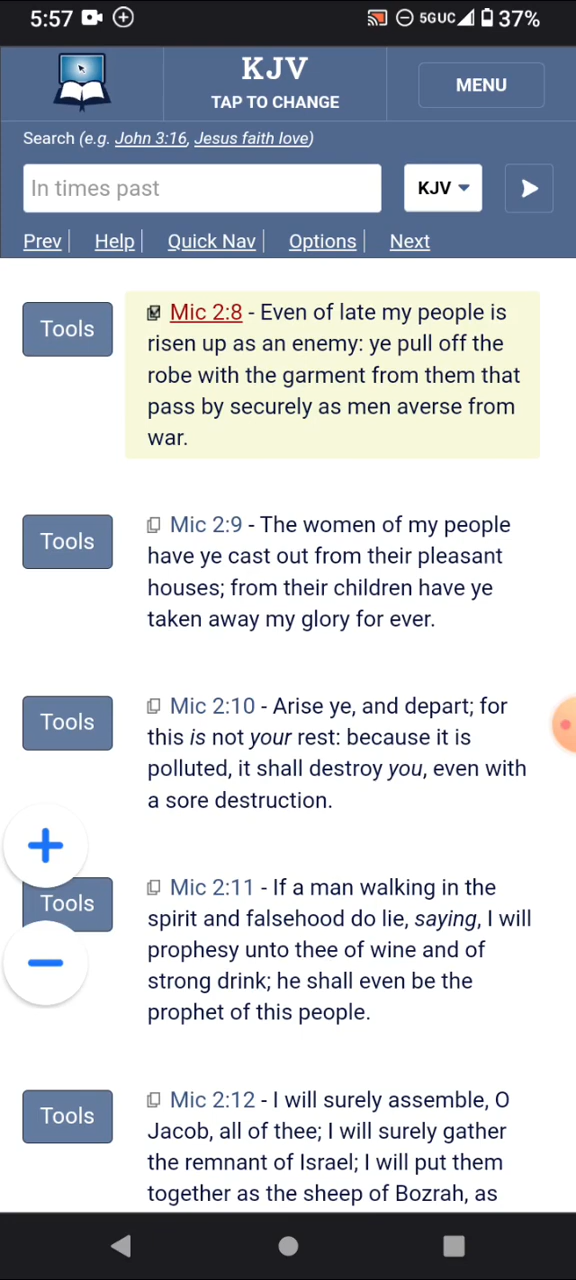 5:57 5GUC 37%
KJV
TAP TO CHANGE
MENU
Search (e.g. John 3:16, Jesus faith love)
In times past
KJV
Prev | Help | Quick Nav | Options | Next
Tools
Mic 2:8 - Even of late my people is
risen up as an enemy: ye pull off the
robe with the garment from them that
pass by securely as men averse from
war.
Tools
Mic 2:9 - The women of my people
have ye cast out from their pleasant
houses; from their children have ye
taken away my glory for ever.
Tools
Mic 2:10 - Arise ye, and depart; for
this is not your rest: because it is
polluted, it shall destroy you, even with
a sore destruction.
Tools
Mic 2:11 - If a man walking in the
spirit and falsehood do lie, saying, I will
prophesy unto thee of wine and of
strong drink; he shall even be the
prophet of this people.
Tools
Mic 2:12 - I will surely assemble, O
Jacob, all of thee; I will surely gather
the remnant of Israel; I will put them
together as the sheep of Bozrah, as